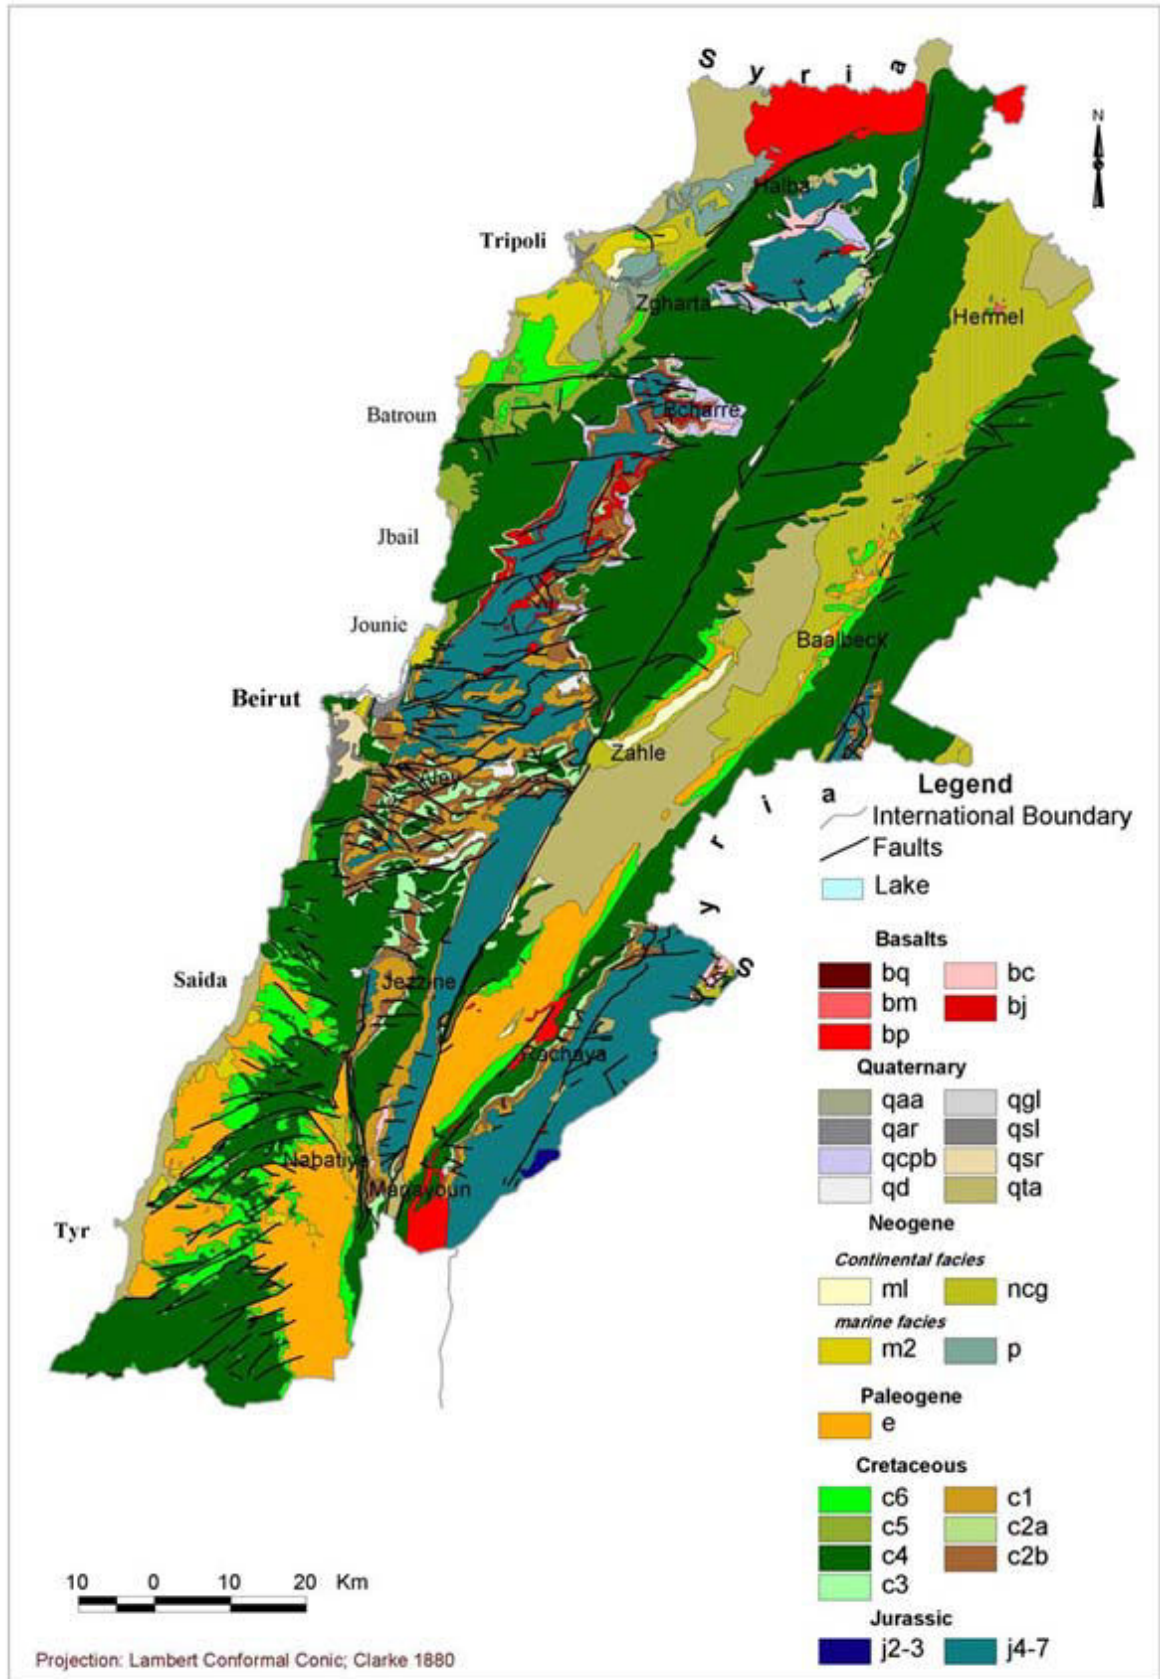 Syria
N
Halba
Tripoli
Zgharta
Hermel
Batroun
Bcharre
Jbail
Jounie
Baalbeck
Beirut
Zahle
Syria
Legend
International Boundary
Faults
Lake
Basalts
bq bc
bm bj
bp
Saida
Jezzine
Rachaya
Quaternary
qaa qgl
qar qsl
qcpb qsr
qd qta
Nabatiye
Marjayoun
Tyr
Neogene
Continental facies
ml ncg
marine facies
m2 p
Paleogene
e
Cretaceous
c6 c1
c5 c2a
c4 c2b
c3
Jurassic
j2-3 j4-7
10 0 10 20 Km
Projection: Lambert Conformal Conic; Clarke 1880